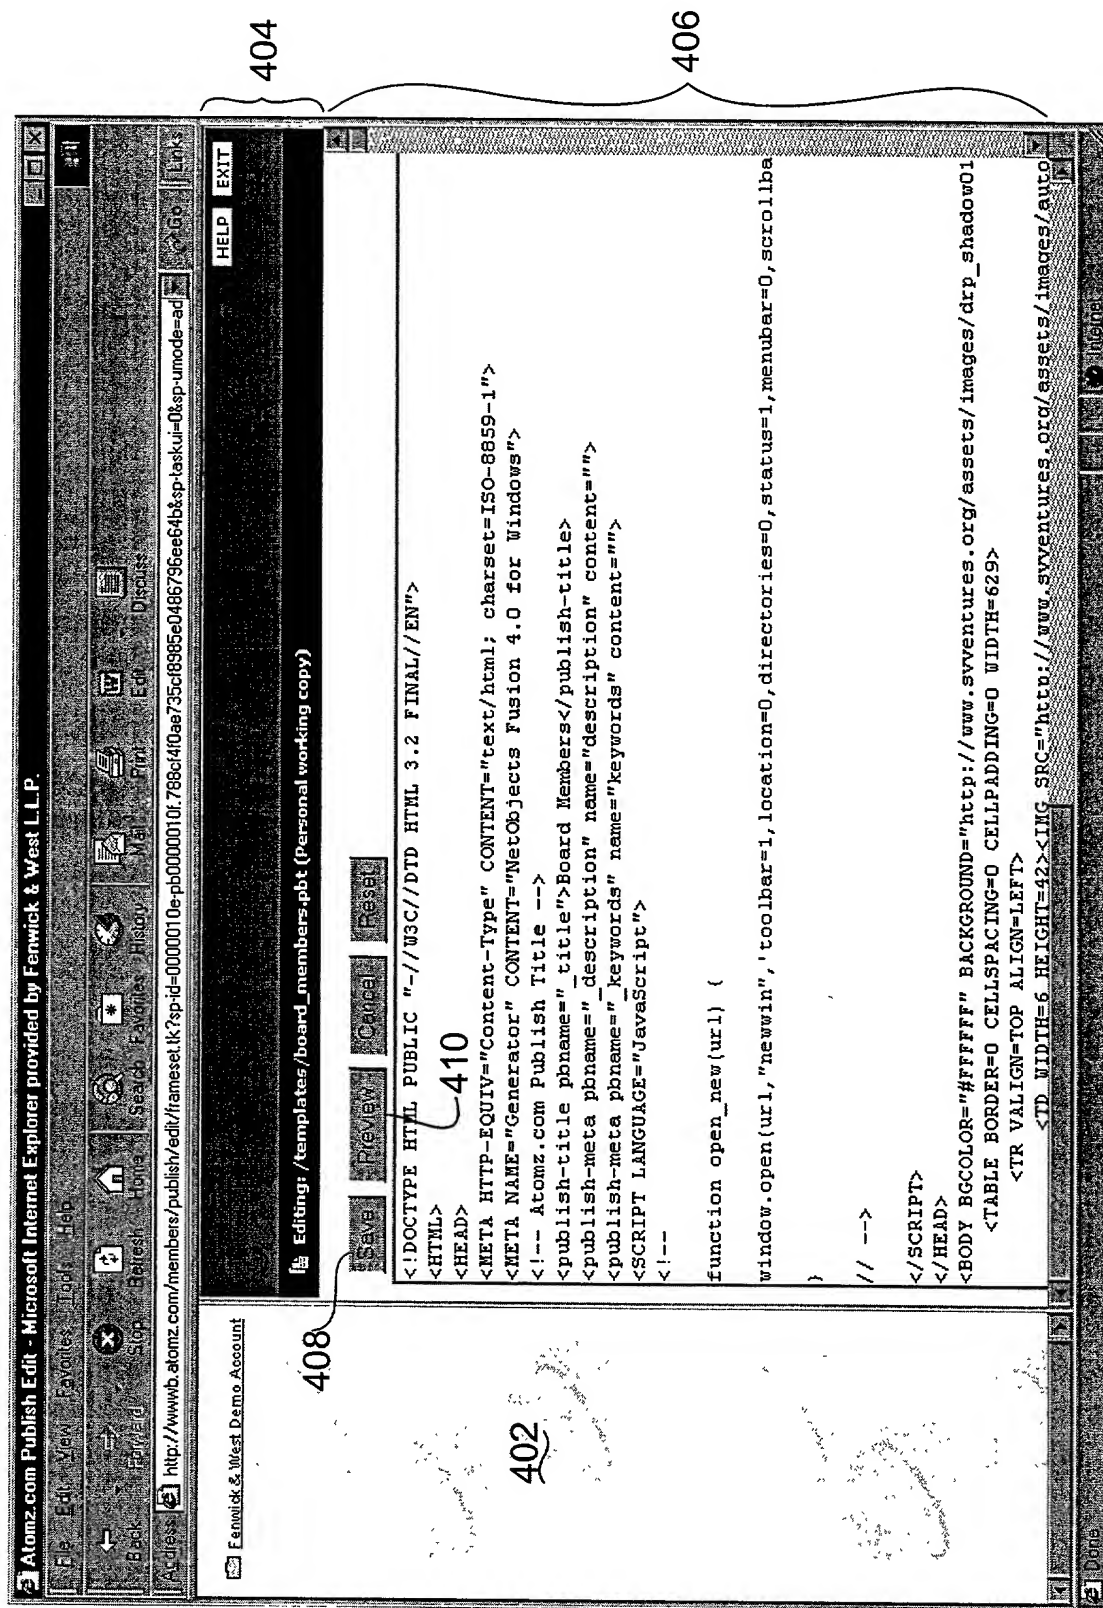 Atomz.com Publish Edit - Microsoft Internet Explorer provided by Fenwick & West L.L.P.
File Edit View Favorites Tools Help
Back Forward Stop Refresh Home Search Favorites History Mail Print Edit Discuss
Address http://wwwb.atomz.com/members/publish/edit/frameset.tk?sp-id=0000010e-pb0000010f.788cf4f0ae735cf8985e0486796ee64b&sp-taskui=0&sp-umode=ad Go Links
Fenwick & West Demo Account
HELP EXIT
404
Editing: /templates/board_members.pbt (Personal working copy)
408
Save Preview Cancel Reset
410
402
406
<!DOCTYPE HTML PUBLIC "-//W3C//DTD HTML 3.2 FINAL//EN">
<HTML>
<HEAD>
<META HTTP-EQUIV="Content-Type" CONTENT="text/html; charset=ISO-8859-1">
<META NAME="Generator" CONTENT="NetObjects Fusion 4.0 for Windows">
<!-- Atomz.com Publish Title -->
<publish-title pbname="_title">Board Members</publish-title>
<publish-meta pbname="_description" name="description" content="">
<publish-meta pbname="_keywords" name="keywords" content="">
<SCRIPT LANGUAGE="JavaScript">
<!--
function open_new(url) {
window.open(url,"newwin",'toolbar=1,location=0,directories=0,status=1,menubar=0,scrollba
}
// -->
</SCRIPT>
</HEAD>
<BODY BGCOLOR="#FFFFFF" BACKGROUND="http://www.svventures.org/assets/images/drp_shadow01
<TABLE BORDER=0 CELLSPACING=0 CELLPADDING=0 WIDTH=629>
<TR VALIGN=TOP ALIGN=LEFT>
<TD WIDTH=6 HEIGHT=42><IMG SRC="http://www.svventures.org/assets/images/auto
Done Internet